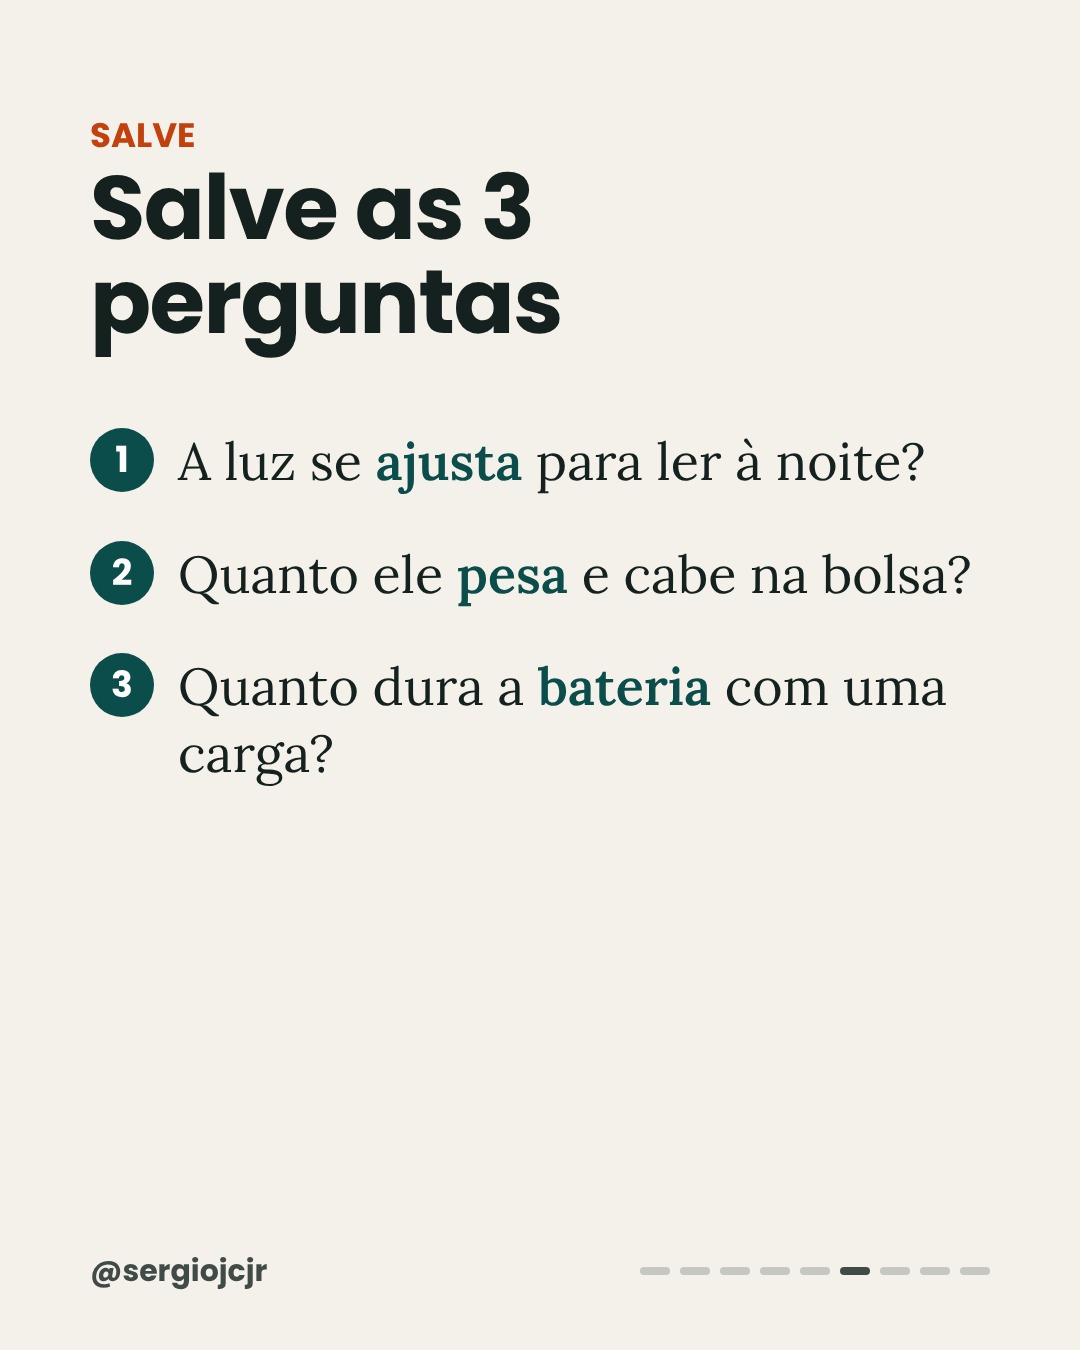 SALVE
Salve as 3
perguntas
1 A luz se ajusta para ler à noite?
2 Quanto ele pesa e cabe na bolsa?
3 Quanto dura a bateria com uma
carga?
@sergiojcjr